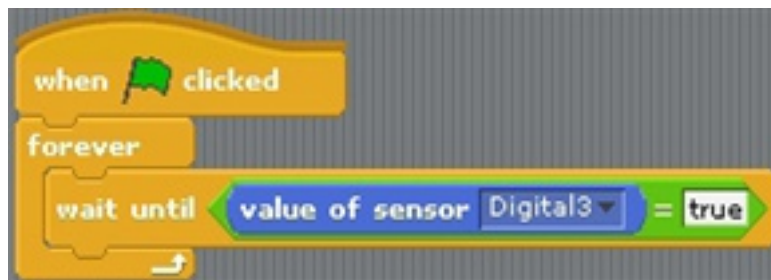 when clicked
forever
wait until value of sensor Digital3 = true